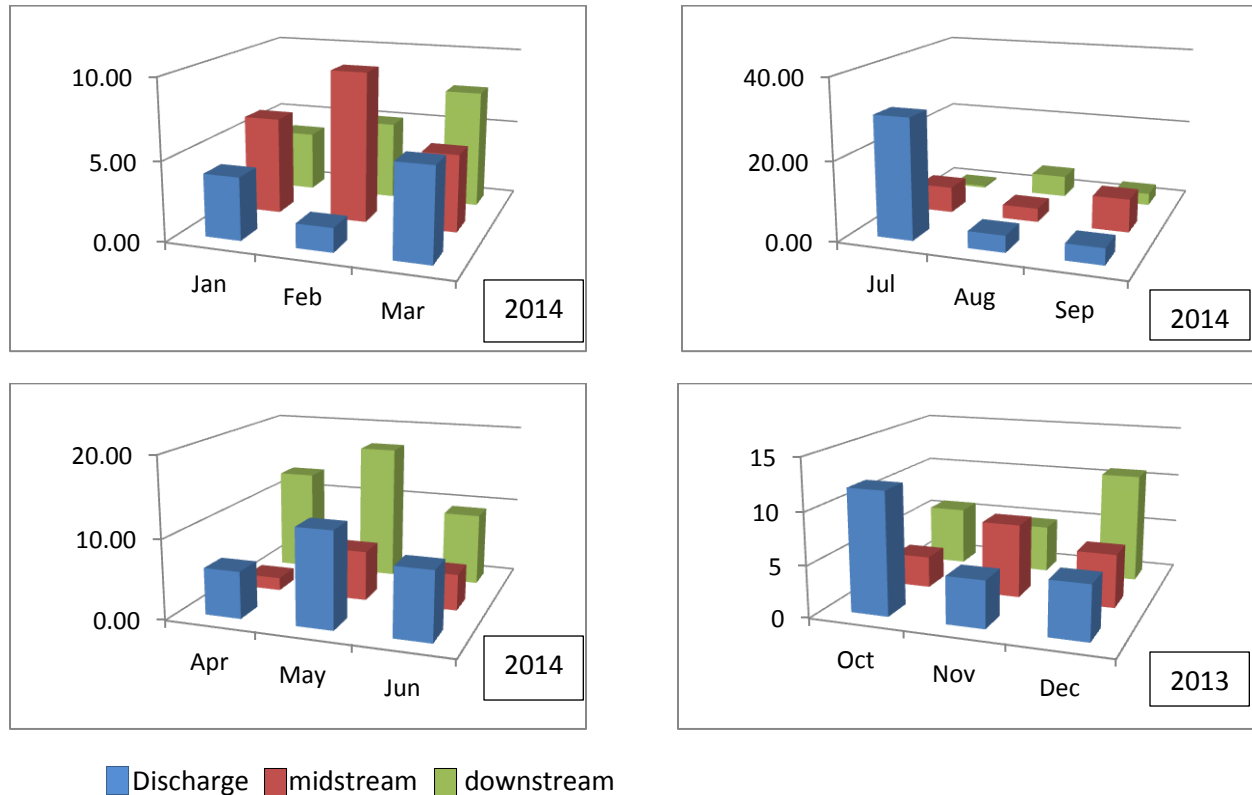 10.00
5.00
0.00
Jan
Feb
Mar
2014
40.00
20.00
0.00
Jul
Aug
Sep
2014
20.00
10.00
0.00
Apr
May
Jun
2014
15
10
5
0
Oct
Nov
Dec
2013
Discharge midstream downstream